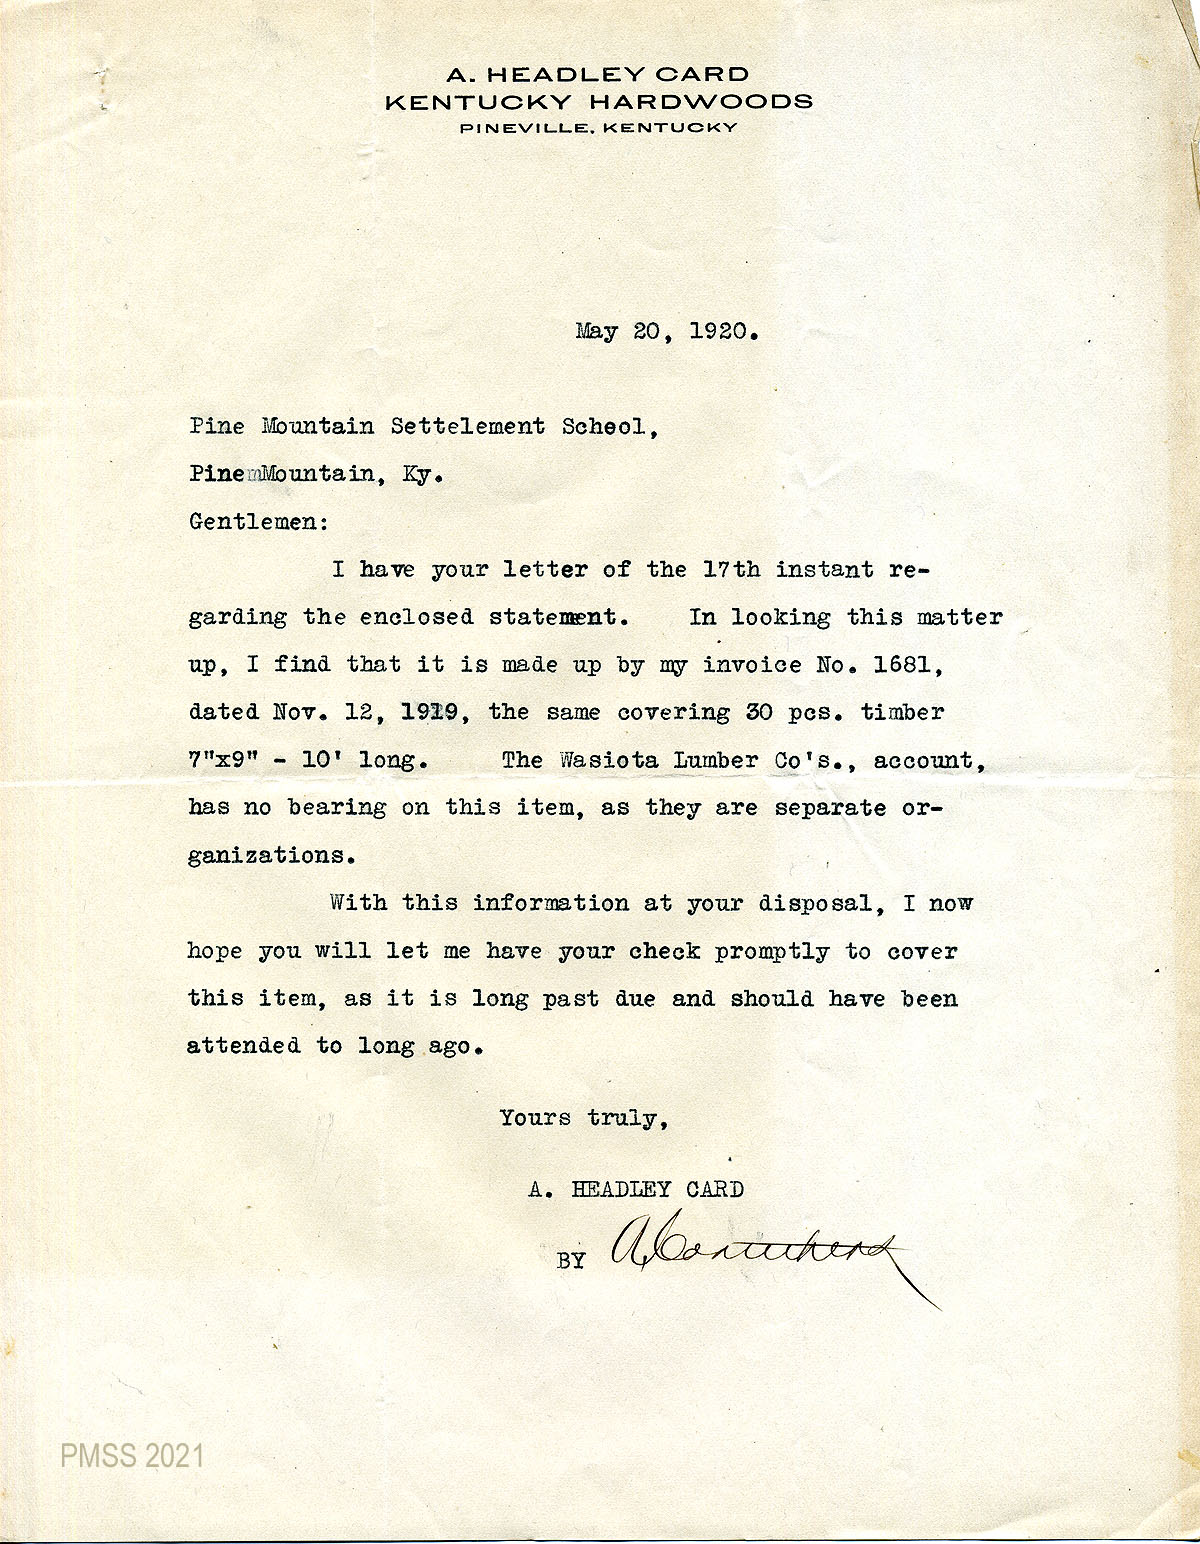 A. HEADLEY CARD
KENTUCKY HARDWOODS
PINEVILLE, KENTUCKY
May 20, 1920.
Pine Mountain Settelement School,
Pine Mountain, Ky.
Gentlemen:
I have your letter of the 17th instant re-
garding the enclosed statement. In looking this matter
up, I find that it is made up by my invoice No. 1681,
dated Nov. 12, 1919, the same covering 30 pcs. timber
7"x9" - 10' long. The Wasiota Lumber Co's., account,
has no bearing on this item, as they are separate or-
ganizations.
With this information at your disposal, I now
hope you will let me have your check promptly to cover
this item, as it is long past due and should have been
attended to long ago.
Yours truly,
A. HEADLEY CARD
BY
PMSS 2021